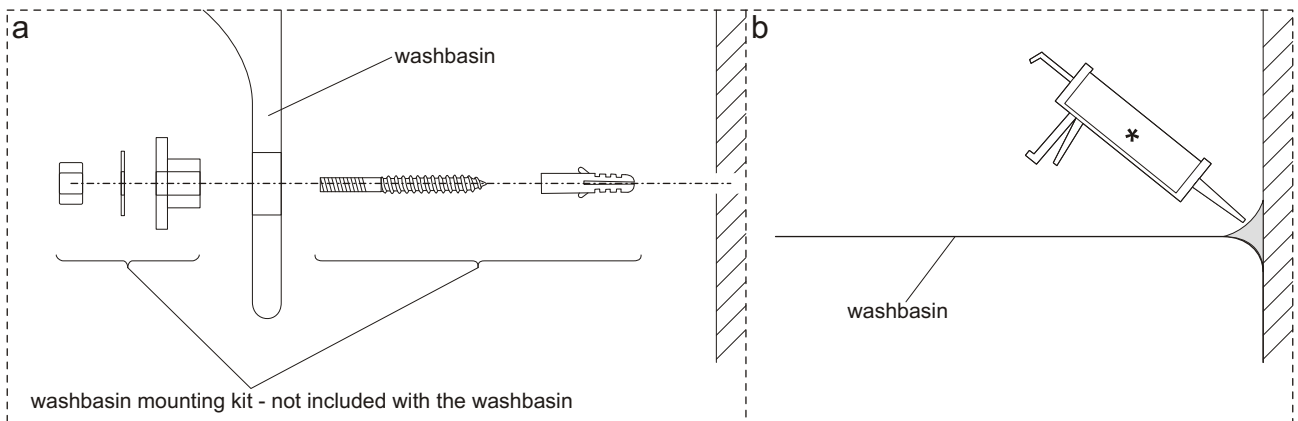 a
washbasin
washbasin mounting kit - not included with the washbasin
b
*
washbasin